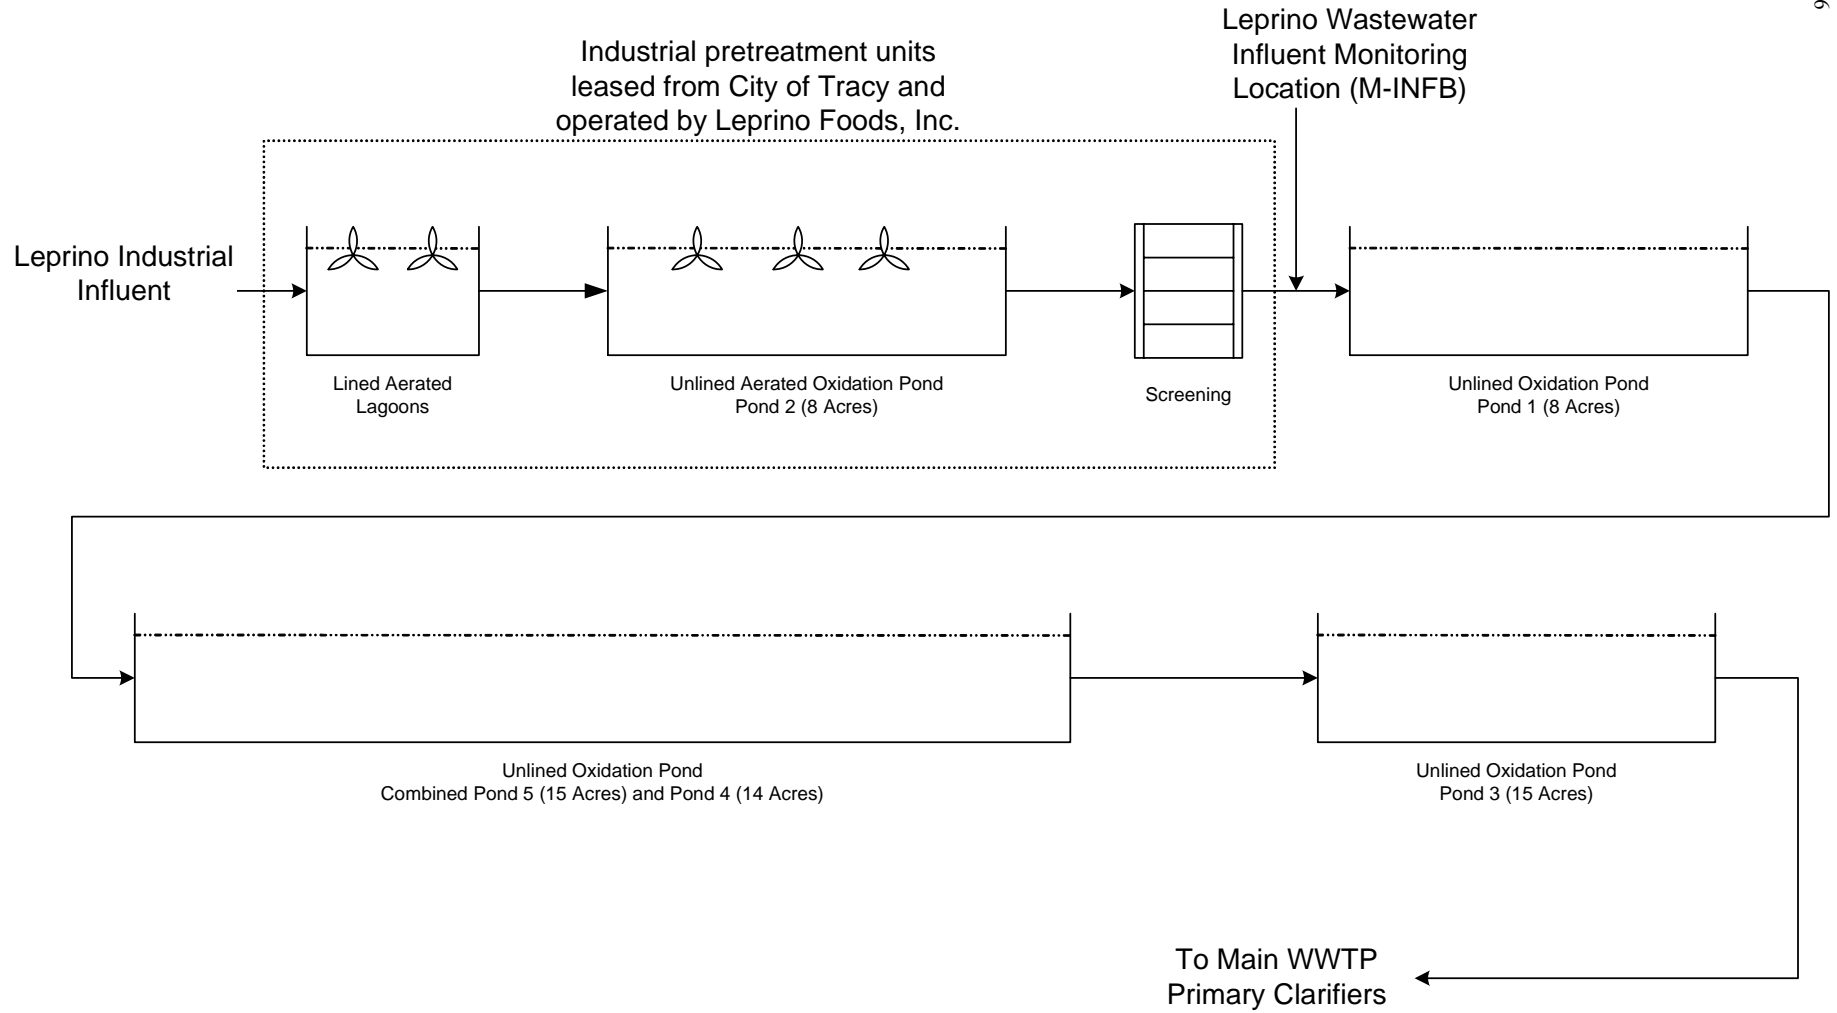 Leprino Wastewater
Influent Monitoring
Location (M-INFB)
Industrial pretreatment units
leased from City of Tracy and
operated by Leprino Foods, Inc.
Leprino Industrial
Influent
Lined Aerated
Lagoons
Unlined Aerated Oxidation Pond
Pond 2 (8 Acres)
Screening
Unlined Oxidation Pond
Pond 1 (8 Acres)
Unlined Oxidation Pond
Combined Pond 5 (15 Acres) and Pond 4 (14 Acres)
Unlined Oxidation Pond
Pond 3 (15 Acres)
To Main WWTP
Primary Clarifiers